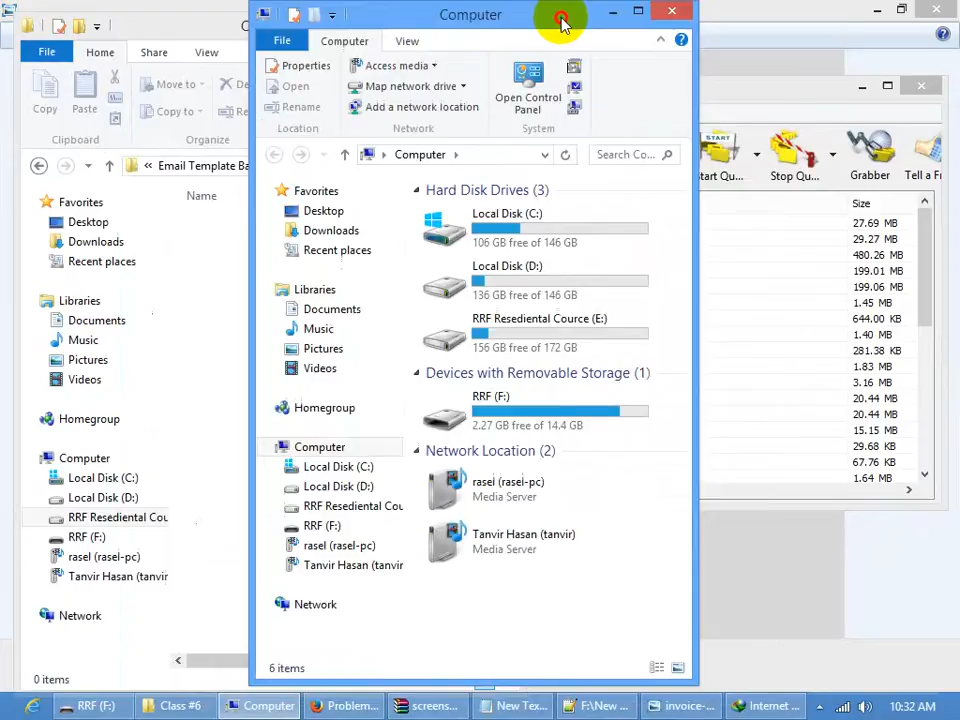 Computer
File
Computer
View
Properties
Open
Rename
Location
Access media
Map network drive
Add a network location
Network
Open Control
Panel
System
Computer
Search Co...
Favorites
Desktop
Downloads
Recent places
Libraries
Documents
Music
Pictures
Videos
Homegroup
Computer
Local Disk (C:)
Local Disk (D:)
RRF Resediental Cou
RRF (F:)
rasel (rasel-pc)
Tanvir Hasan (tanvir
Network
Hard Disk Drives (3)
Local Disk (C:)
106 GB free of 146 GB
Local Disk (D:)
136 GB free of 146 GB
RRF Resediental Cource (E:)
156 GB free of 172 GB
Devices with Removable Storage (1)
RRF (F:)
2.27 GB free of 14.4 GB
Network Location (2)
rasel (rasel-pc)
Media Server
Tanvir Hasan (tanvir)
Media Server
6 items
File
Home
Share
View
Copy
Paste
Clipboard
Move to
Copy to
De
Organize
« Email Template Ba
Name
Favorites
Desktop
Downloads
Recent places
Libraries
Documents
Music
Pictures
Videos
Homegroup
Computer
Local Disk (C:)
Local Disk (D:)
RRF Resediental Cou
RRF (F:)
rasel (rasel-pc)
Tanvir Hasan (tanvir
Network
0 items
START
tart Qu...
Stop Qu...
Grabber
Tell a Fr
Size
27.69 MB
29.27 MB
480.26 MB
199.01 MB
199.06 MB
1.45 MB
644.00 KB
1.40 MB
281.38 KB
1.83 MB
3.16 MB
20.44 MB
20.44 MB
15.15 MB
29.68 KB
67.76 KB
1.64 MB
RRF (F:)
Class #6
Computer
Problem...
screens...
New Tex...
F:\New ...
invoice-...
Internet ...
10:32 AM